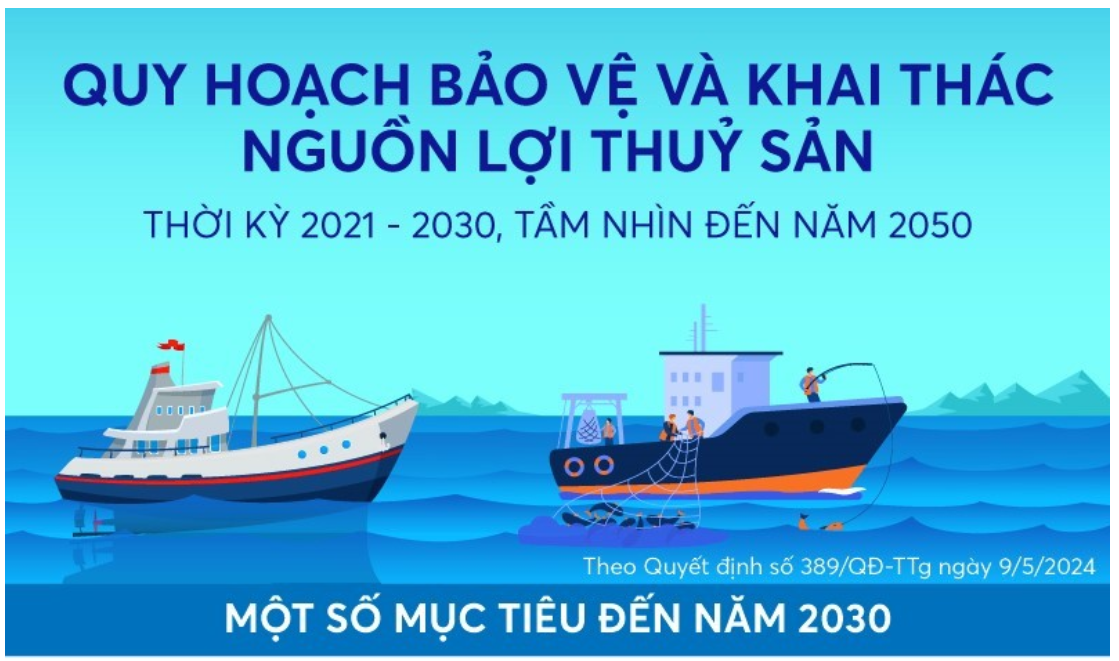 QUY HOẠCH BẢO VỆ VÀ KHAI THÁC
NGUỒN LỢI THUỶ SẢN
THỜI KỲ 2021 - 2030, TẦM NHÌN ĐẾN NĂM 2050
Theo Quyết định số 389/QĐ-TTg ngày 9/5/2024
MỘT SỐ MỤC TIÊU ĐẾN NĂM 2030